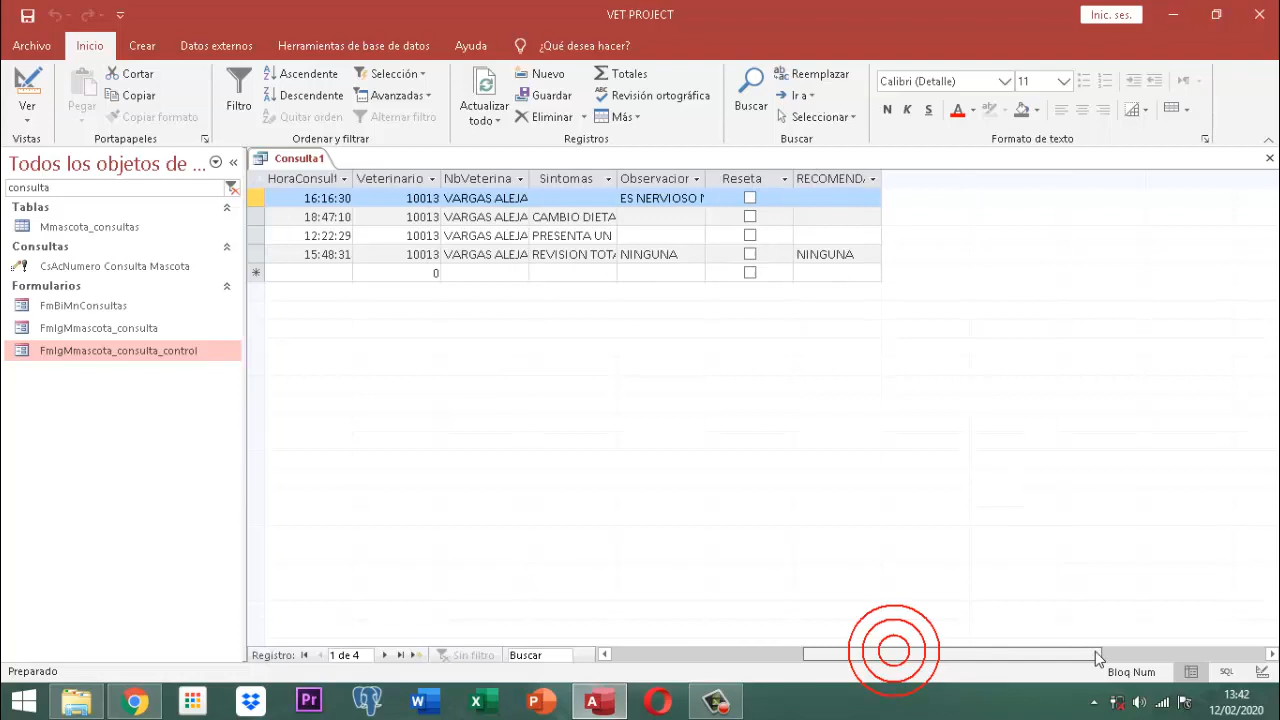 VET PROJECT
Inic. ses.
Archivo Inicio Crear Datos externos Herramientas de base de datos Ayuda ¿Qué desea hacer?
Ver
Pegar
Cortar
Copiar
Copiar formato
Filtro
Ascendente
Descendente
Quitar orden
Selección
Avanzadas
Alternar filtro
Actualizar todo
Nuevo
Guardar
Eliminar
Totales
Revisión ortográfica
Más
Buscar
Reemplazar
Ir a
Seleccionar
Calibri (Detalle) 11
N K S A
Vistas Portapapeles Ordenar y filtrar Registros Buscar Formato de texto
Todos los objetos de ...
consulta
Tablas
Mmascota_consultas
Consultas
CsAcNumero Consulta Mascota
Formularios
FmBiMnConsultas
FmIgMmascota_consulta
FmIgMmascota_consulta_control
Consulta1
HoraConsult Veterinario NbVeterina Sintomas Observacior Reseta RECOMEND
16:16:30 10013 VARGAS ALEJA ES NERVIOSO
18:47:10 10013 VARGAS ALEJA CAMBIO DIETA
12:22:29 10013 VARGAS ALEJA PRESENTA UN
15:48:31 10013 VARGAS ALEJA REVISION TOTA NINGUNA NINGUNA
* 0
Registro: 1 de 4 Sin filtro Buscar
Preparado Bloq Num SQL
Pr W X P A
13:42
12/02/2020